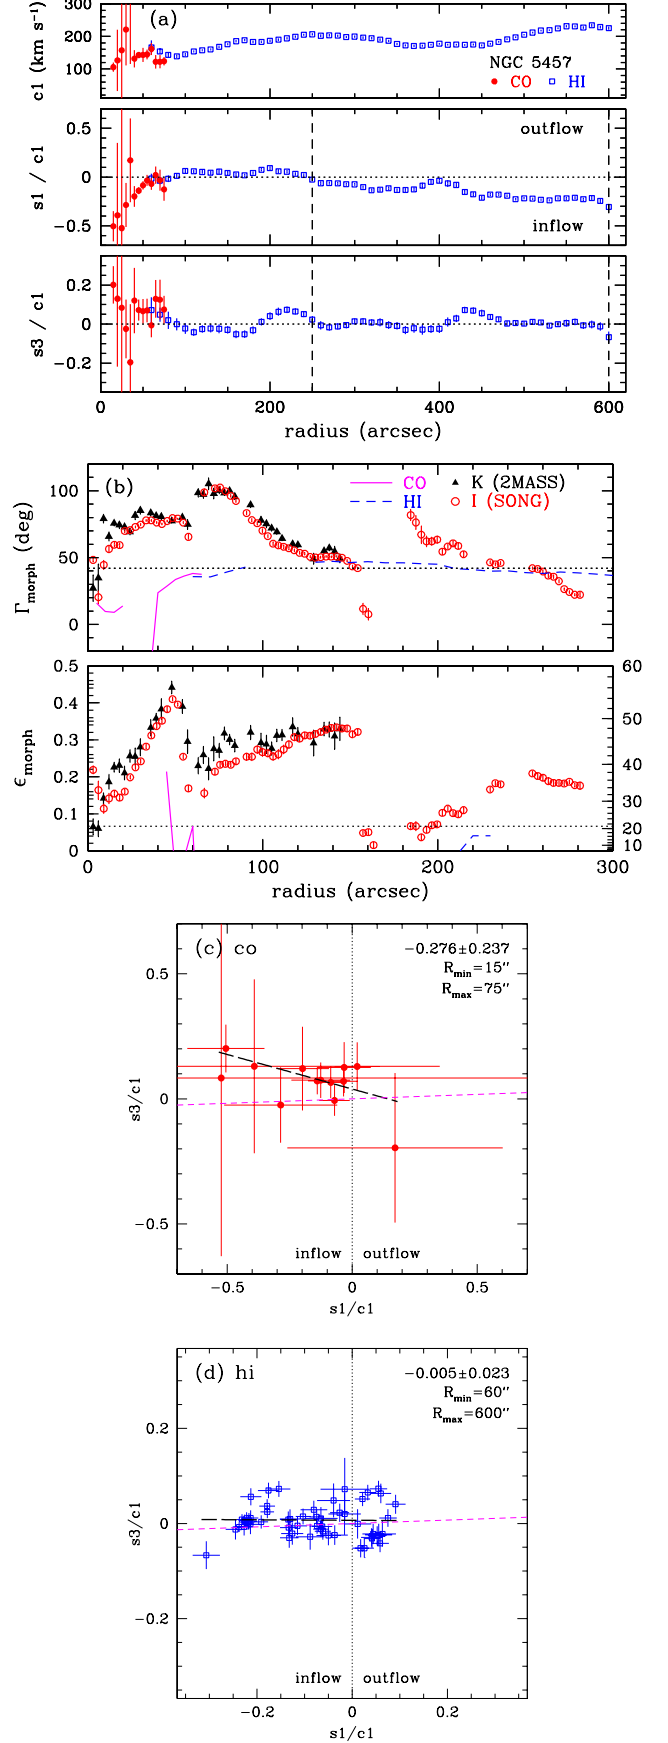 (a)
300
200
100
c1 (km s⁻¹)
NGC 5457
CO HI
0.5
0
−0.5
s1 / c1
outflow
inflow
0.2
0
−0.2
s3 / c1
0 200 400 600
radius (arcsec)
(b)
CO K (2MASS)
HI I (SONG)
100
50
0
Γmorph (deg)
0.5 60
0.4 50
0.3 40
0.2 30
0.1 20
0 10
ϵmorph
0 100 200 300
radius (arcsec)
(c) co
−0.276±0.237
Rmin=15″
Rmax=75″
0.5
0
−0.5
s3/c1
inflow outflow
−0.5 0 0.5
s1/c1
(d) hi
−0.005±0.023
Rmin=60″
Rmax=600″
0.2
0
−0.2
s3/c1
inflow outflow
−0.2 0 0.2
s1/c1